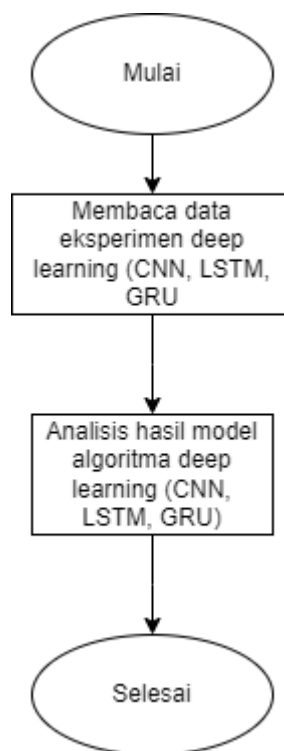 Mulai
Membaca data
eksperimen deep
learning (CNN, LSTM,
GRU
Analisis hasil model
algoritma deep
learning (CNN,
LSTM, GRU)
Selesai